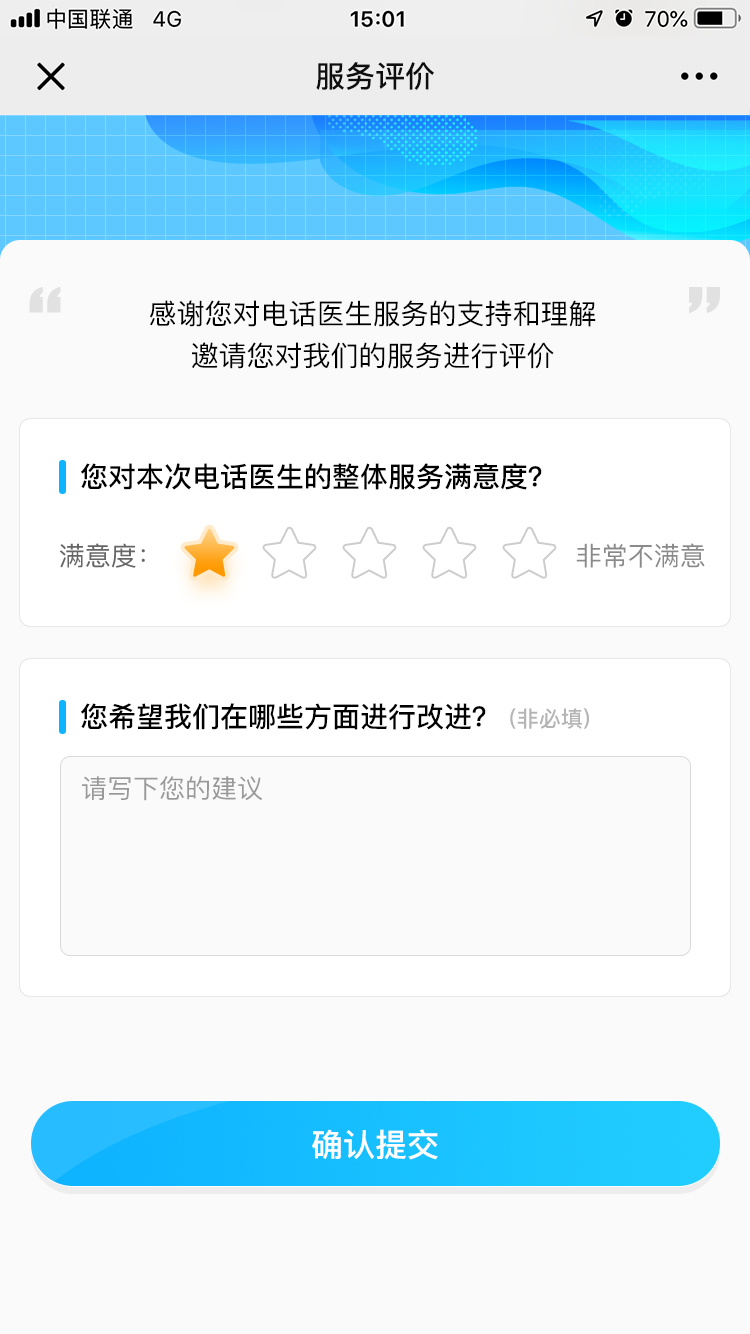 中国联通 4G 15:01 70%
服务评价
感谢您对电话医生服务的支持和理解
邀请您对我们的服务进行评价
您对本次电话医生的整体服务满意度?
满意度: 非常不满意
您希望我们在哪些方面进行改进? (非必填)
请写下您的建议
确认提交